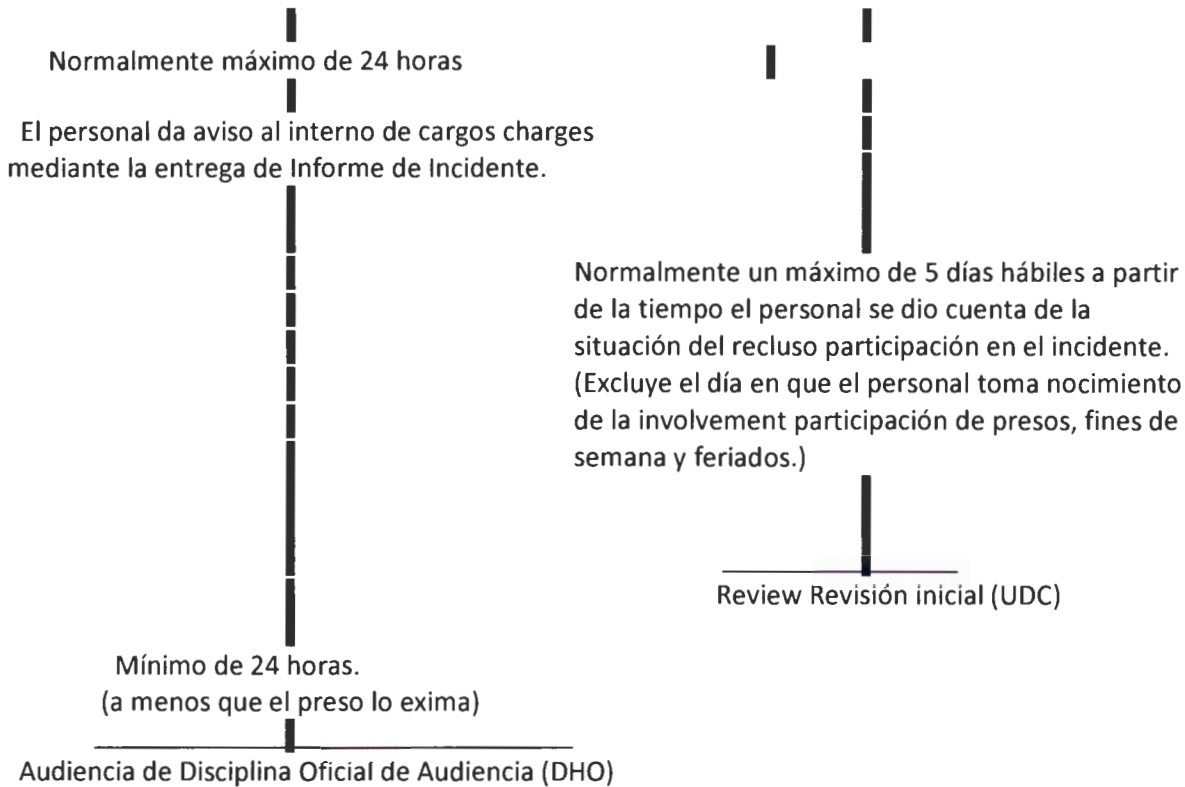 Normalmente máximo de 24 horas
El personal da aviso al interno de cargos charges
mediante la entrega de Informe de Incidente.
Normalmente un máximo de 5 días hábiles a partir
de la tiempo el personal se dio cuenta de la
situación del recluso participación en el incidente.
(Excluye el día en que el personal toma nocimiento
de la involvement participación de presos, fines de
semana y feriados.)
Review Revisión inicial (UDC)
Mínimo de 24 horas.
(a menos que el preso lo exima)
Audiencia de Disciplina Oficial de Audiencia (DHO)